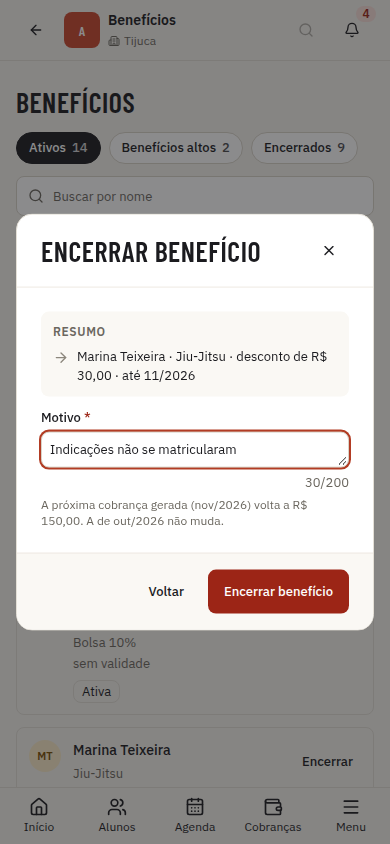 A
Benefícios
Tijuca
4
BENEFÍCIOS
Ativos 14
Benefícios altos 2
Encerrados 9
Buscar por nome
ENCERRAR BENEFÍCIO
RESUMO
Marina Teixeira · Jiu-Jitsu · desconto de R$
30,00 · até 11/2026
Motivo *
Indicações não se matricularam
30/200
A próxima cobrança gerada (nov/2026) volta a R$
150,00. A de out/2026 não muda.
Voltar
Encerrar benefício
Bolsa 10%
sem validade
Ativa
MT
Marina Teixeira
Jiu-Jitsu
Encerrar
Início
Alunos
Agenda
Cobranças
Menu